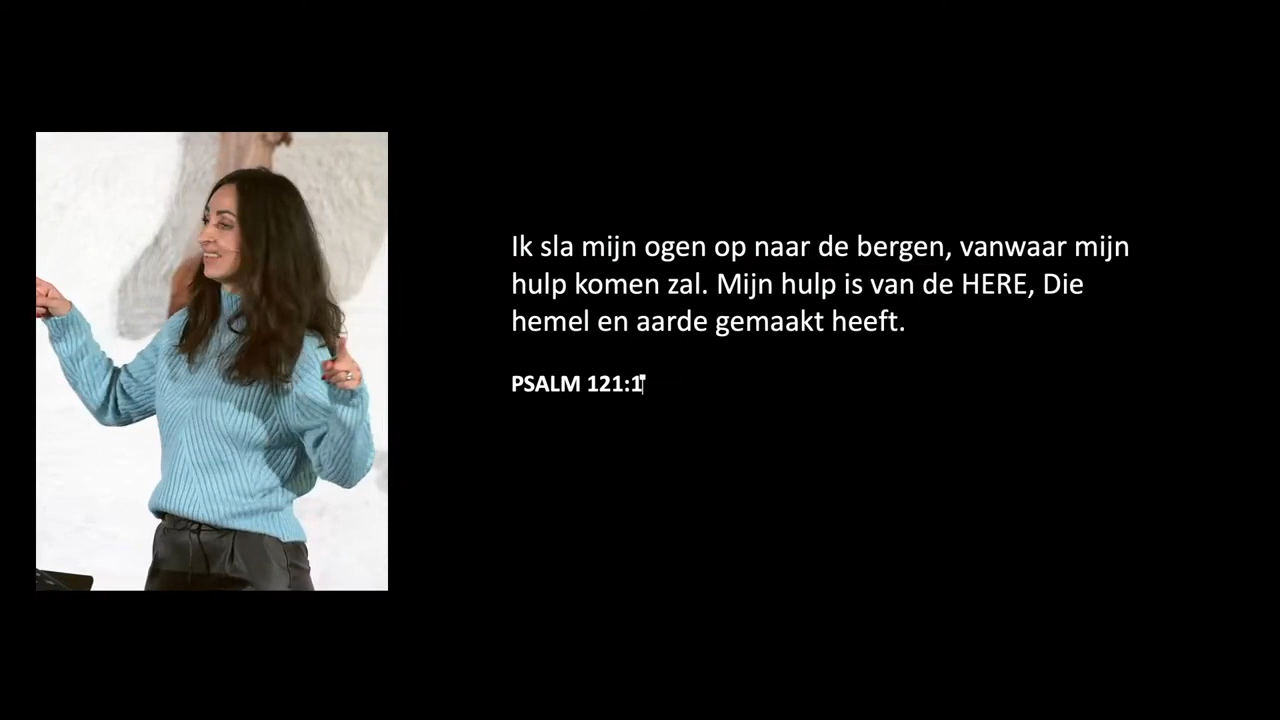 Ik sla mijn ogen op naar de bergen, vanwaar mijn
hulp komen zal. Mijn hulp is van de HERE, Die
hemel en aarde gemaakt heeft.
PSALM 121:1